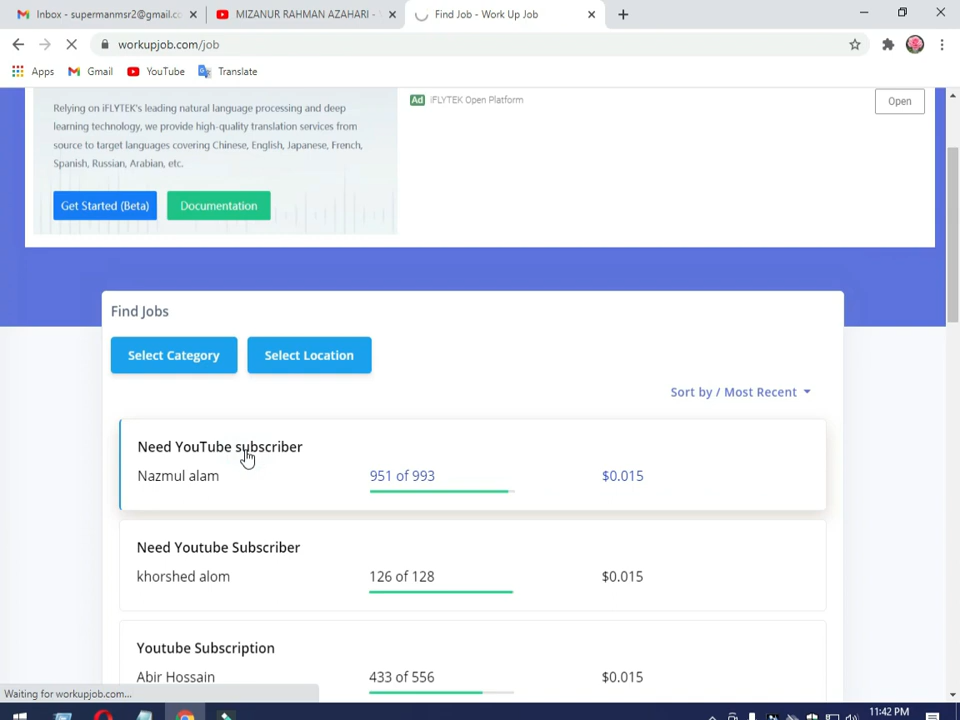 Inbox - supermanmsr2@gmail.co
MIZANUR RAHMAN AZAHARI -
Find Job - Work Up Job
workupjob.com/job
Apps
Gmail
YouTube
Translate
Relying on iFLYTEK's leading natural language processing and deep
learning technology, we provide high-quality translation services from
source to target languages covering Chinese, English, Japanese, French,
Spanish, Russian, Arabian, etc.
Get Started (Beta)
Documentation
Ad iFLYTEK Open Platform
Open
Find Jobs
Select Category
Select Location
Sort by / Most Recent
Need YouTube subscriber
Nazmul alam
951 of 993
$0.015
Need Youtube Subscriber
khorshed alom
126 of 128
$0.015
Youtube Subscription
Abir Hossain
433 of 556
$0.015
Waiting for workupjob.com...
11:42 PM